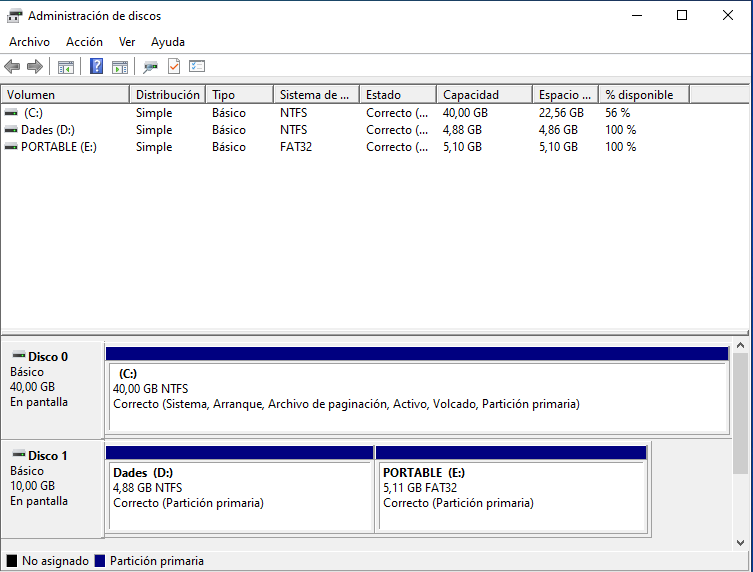 Administración de discos
Archivo Acción Ver Ayuda
Volumen Distribución Tipo Sistema de ... Estado Capacidad Espacio ... % disponible
(C:) Simple Básico NTFS Correcto (... 40,00 GB 22,56 GB 56 %
Dades (D:) Simple Básico NTFS Correcto (... 4,88 GB 4,86 GB 100 %
PORTABLE (E:) Simple Básico FAT32 Correcto (... 5,10 GB 5,10 GB 100 %
Disco 0
Básico
40,00 GB
En pantalla
(C:)
40,00 GB NTFS
Correcto (Sistema, Arranque, Archivo de paginación, Activo, Volcado, Partición primaria)
Disco 1
Básico
10,00 GB
En pantalla
Dades (D:)
4,88 GB NTFS
Correcto (Partición primaria)
PORTABLE (E:)
5,11 GB FAT32
Correcto (Partición primaria)
No asignado Partición primaria